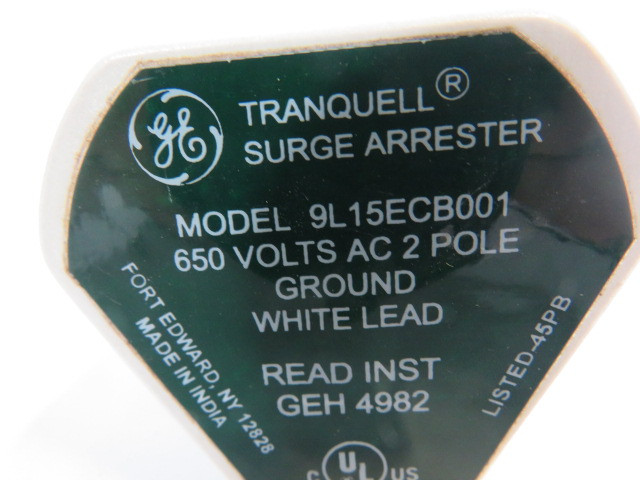 GE
TRANQUELL®
SURGE ARRESTER
MODEL 9L15ECB001
650 VOLTS AC 2 POLE
GROUND
WHITE LEAD
READ INST
GEH 4982
FORT EDWARD, NY 12828
MADE IN INDIA
LISTED-45PB
c UL us